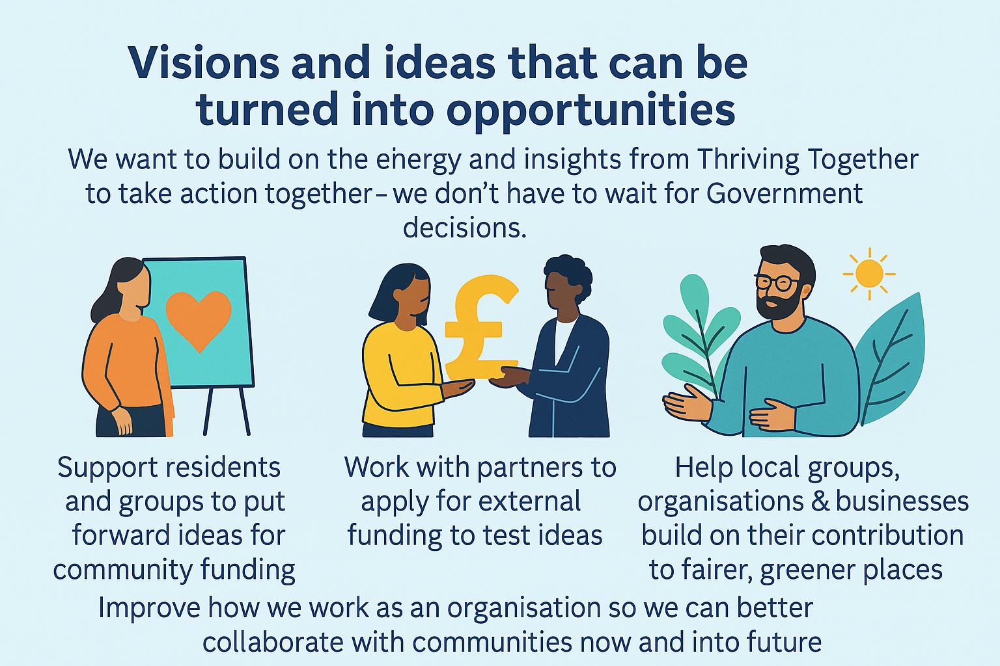 Visions and ideas that can be
turned into opportunities
We want to build on the energy and insights from Thriving Together
to take action together – we don’t have to wait for Government
decisions.
£
Support residents
and groups to put
forward ideas for
community funding
Work with partners to
apply for external
funding to test ideas
Help local groups,
organisations & businesses
build on their contribution
to fairer, greener places
Improve how we work as an organisation so we can better
collaborate with communities now and into future